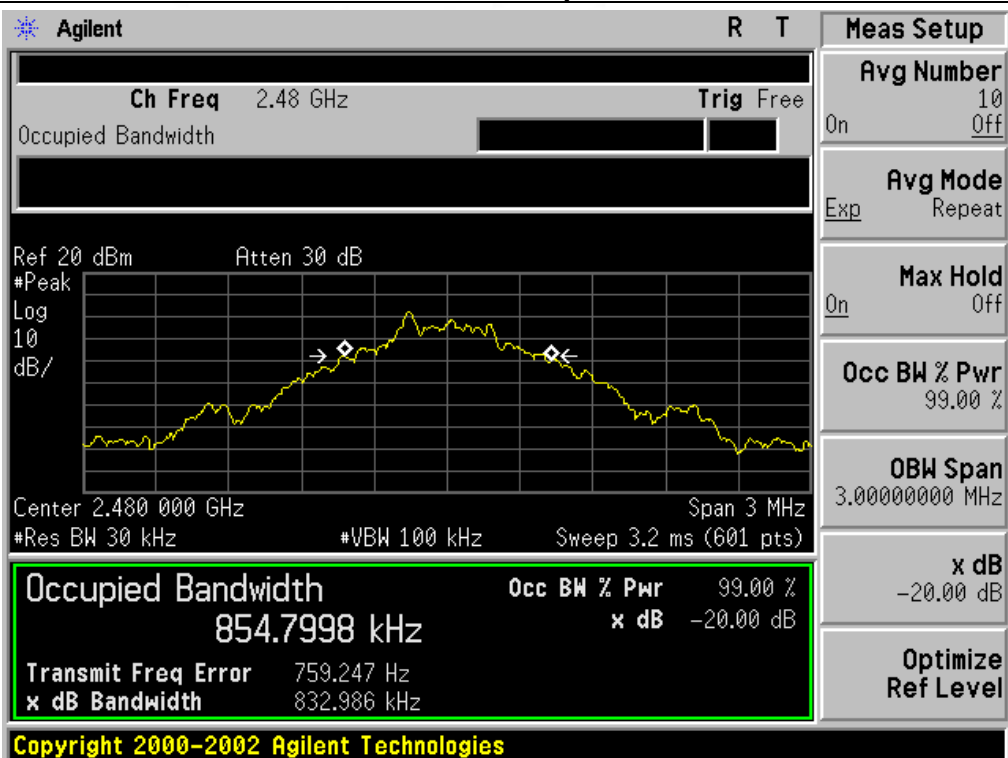 Agilent R T
Ch Freq 2.48 GHz Trig Free
Occupied Bandwidth
Ref 20 dBm Atten 30 dB
#Peak
Log
10
dB/
Center 2.480 000 GHz Span 3 MHz
#Res BW 30 kHz #VBW 100 kHz Sweep 3.2 ms (601 pts)
Occupied Bandwidth Occ BW % Pwr 99.00 %
854.7998 kHz x dB -20.00 dB
Transmit Freq Error 759.247 Hz
x dB Bandwidth 832.986 kHz
Copyright 2000-2002 Agilent Technologies
Meas Setup
Avg Number
10
On Off
Avg Mode
Exp Repeat
Max Hold
On Off
Occ BW % Pwr
99.00 %
OBW Span
3.00000000 MHz
x dB
-20.00 dB
Optimize
Ref Level